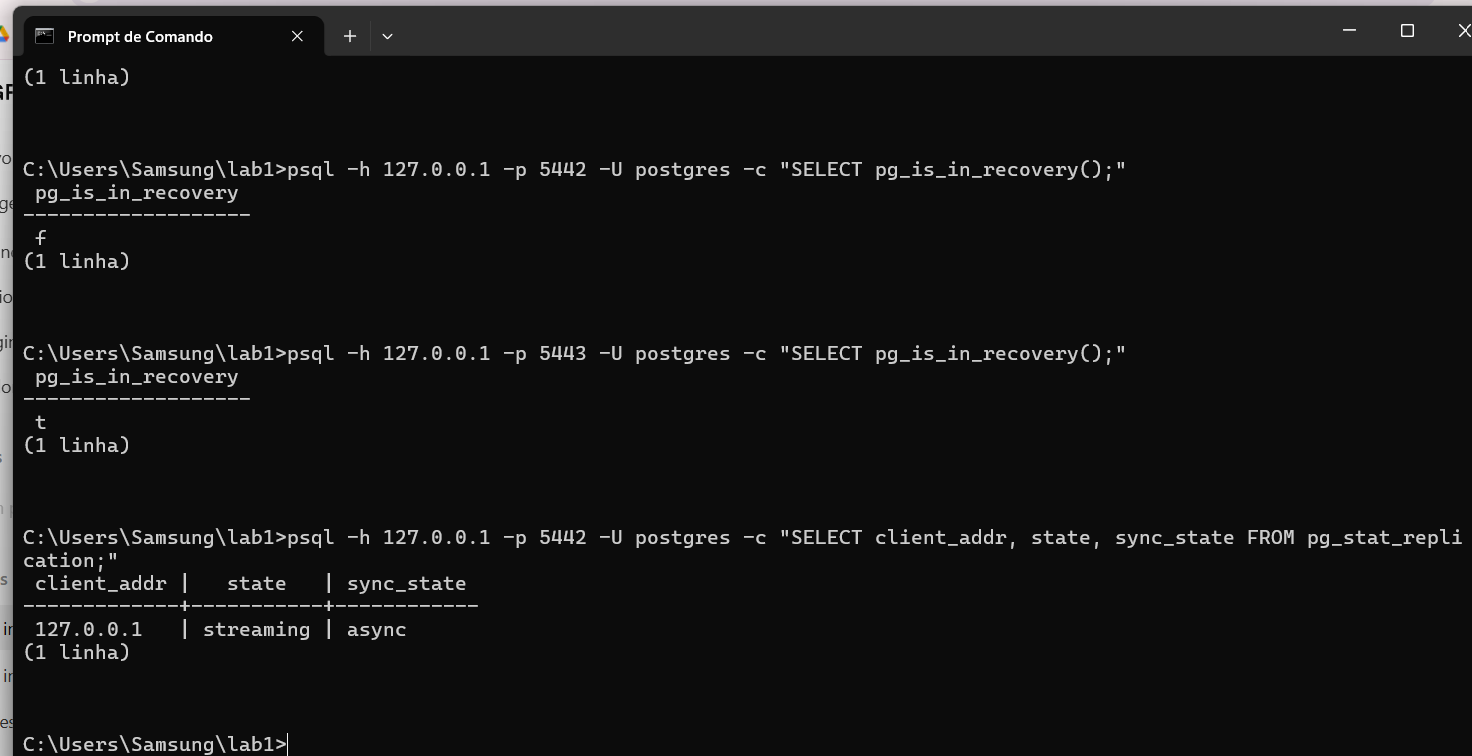 Prompt de Comando
(1 linha)
C:\Users\Samsung\lab1>psql -h 127.0.0.1 -p 5442 -U postgres -c "SELECT pg_is_in_recovery();"
pg_is_in_recovery
-------------------
f
(1 linha)
C:\Users\Samsung\lab1>psql -h 127.0.0.1 -p 5443 -U postgres -c "SELECT pg_is_in_recovery();"
pg_is_in_recovery
-------------------
t
(1 linha)
C:\Users\Samsung\lab1>psql -h 127.0.0.1 -p 5442 -U postgres -c "SELECT client_addr, state, sync_state FROM pg_stat_repli
cation;"
client_addr |   state   | sync_state
-------------+-----------+------------
127.0.0.1   | streaming | async
(1 linha)
C:\Users\Samsung\lab1>